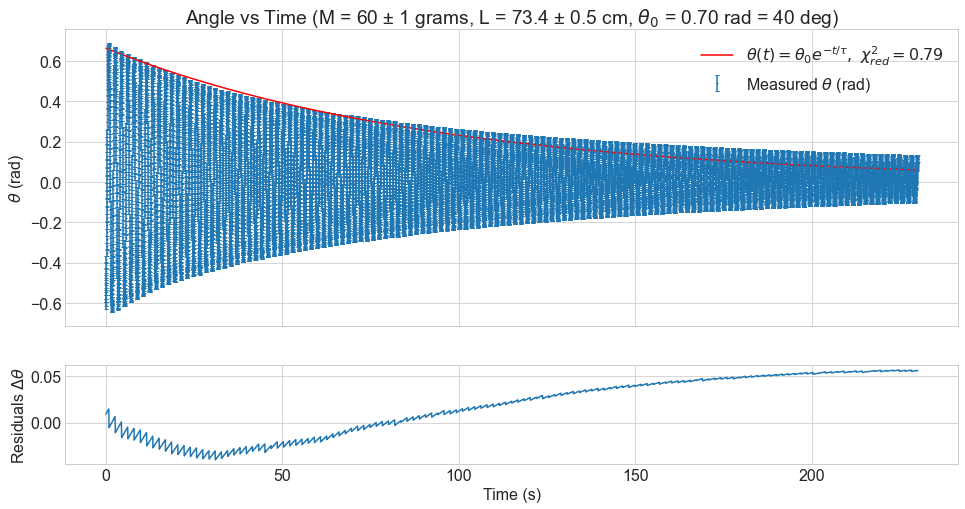 Angle vs Time (M = 60 ± 1 grams, L = 73.4 ± 0.5 cm, θ₀ = 0.70 rad = 40 deg)
θ(t) = θ₀e^{-t/τ}, χ²_{red} = 0.79
Measured θ (rad)
θ (rad)
0.6
0.4
0.2
0.0
−0.2
−0.4
−0.6
Residuals Δθ
0.05
0.00
0
50
100
150
200
Time (s)